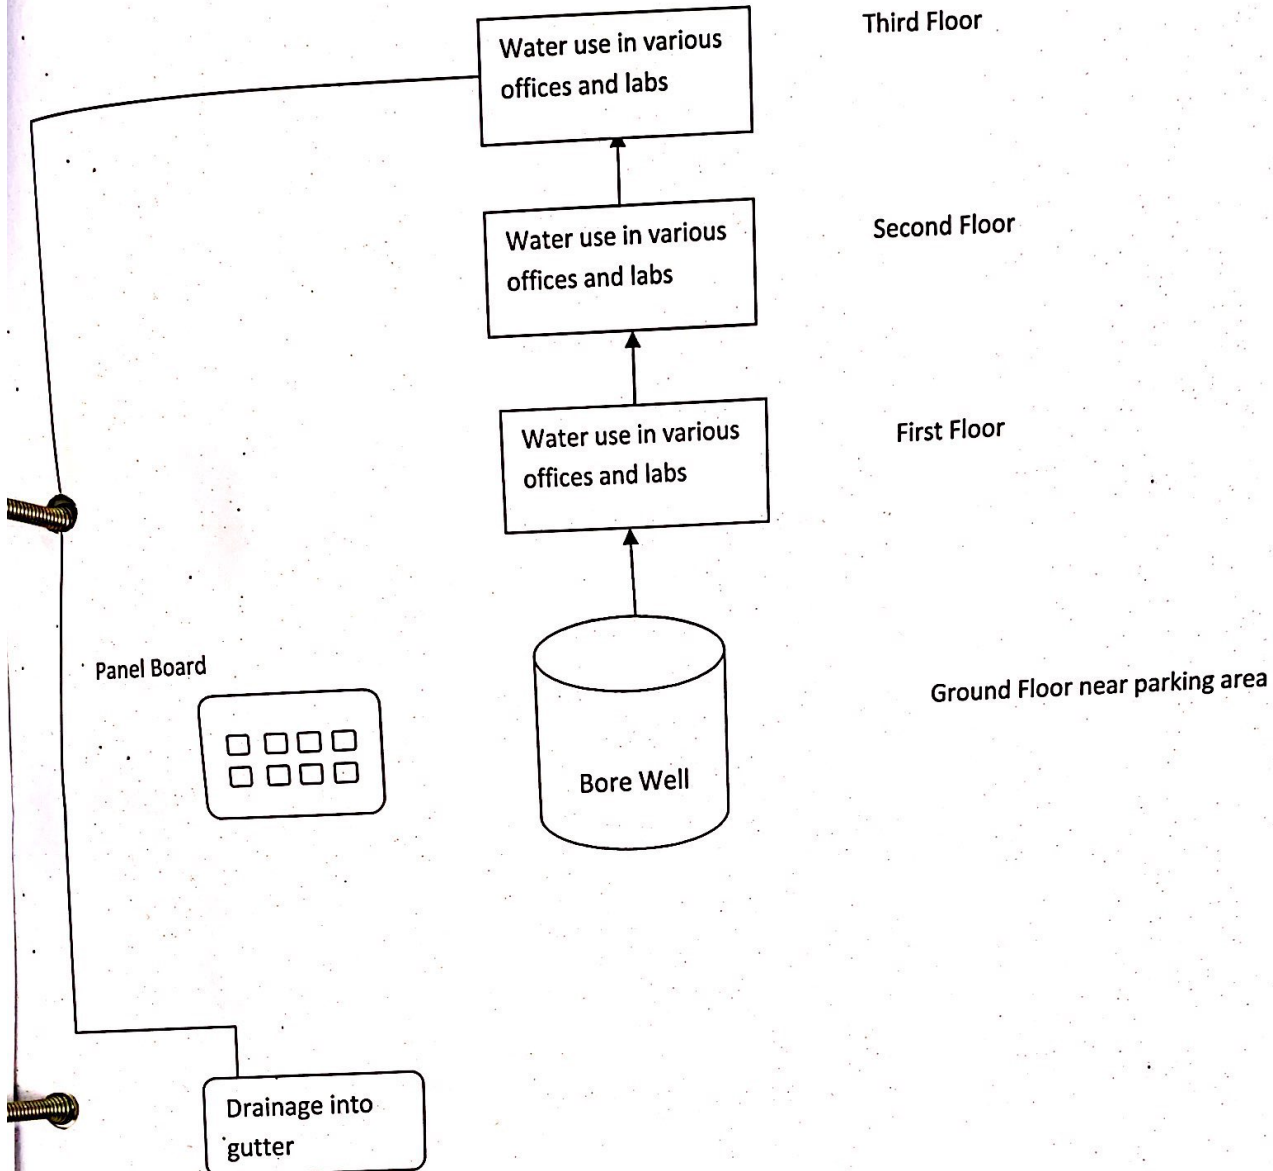 Third Floor
Water use in various
offices and labs
Second Floor
Water use in various
offices and labs
First Floor
Water use in various
offices and labs
Panel Board
Ground Floor near parking area
Bore Well
Drainage into
gutter